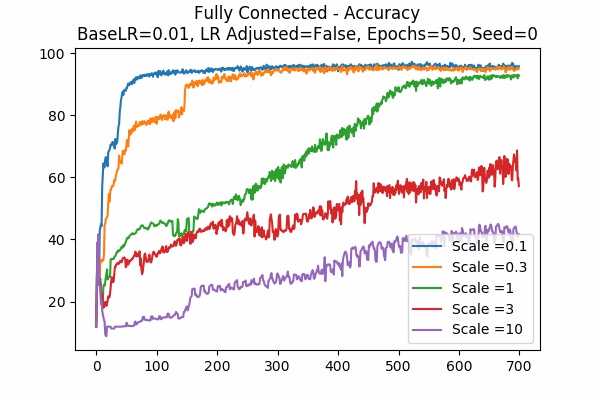 Fully Connected - Accuracy
BaseLR=0.01, LR Adjusted=False, Epochs=50, Seed=0
100
80
60
40
20
0
100
200
300
400
500
600
700
Scale =0.1
Scale =0.3
Scale =1
Scale =3
Scale =10